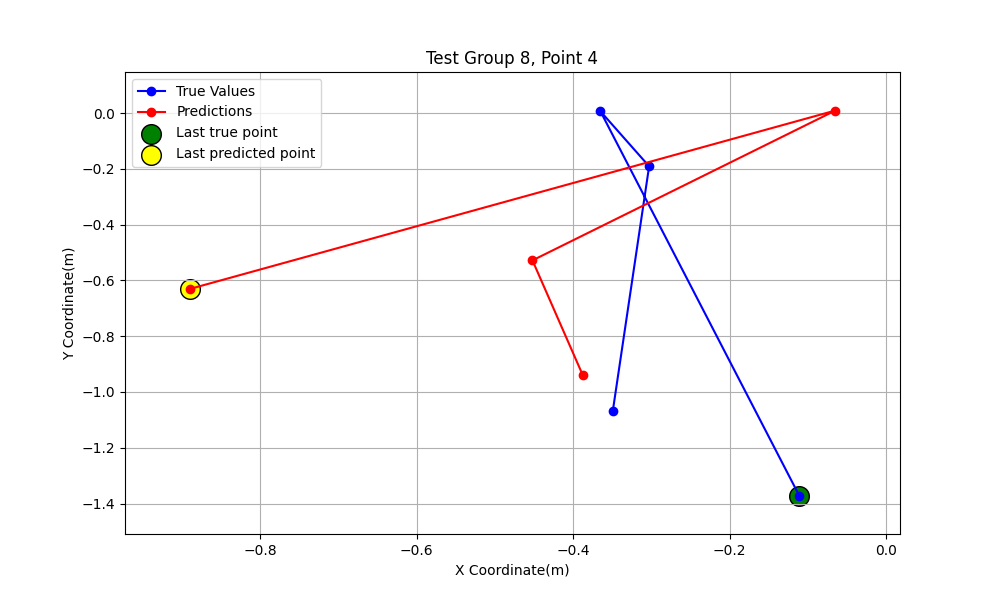 Test Group 8, Point 4
True Values
Predictions
Last true point
Last predicted point
Y Coordinate(m)
0.0
−0.2
−0.4
−0.6
−0.8
−1.0
−1.2
−1.4
−0.8 −0.6 −0.4 −0.2 0.0
X Coordinate(m)